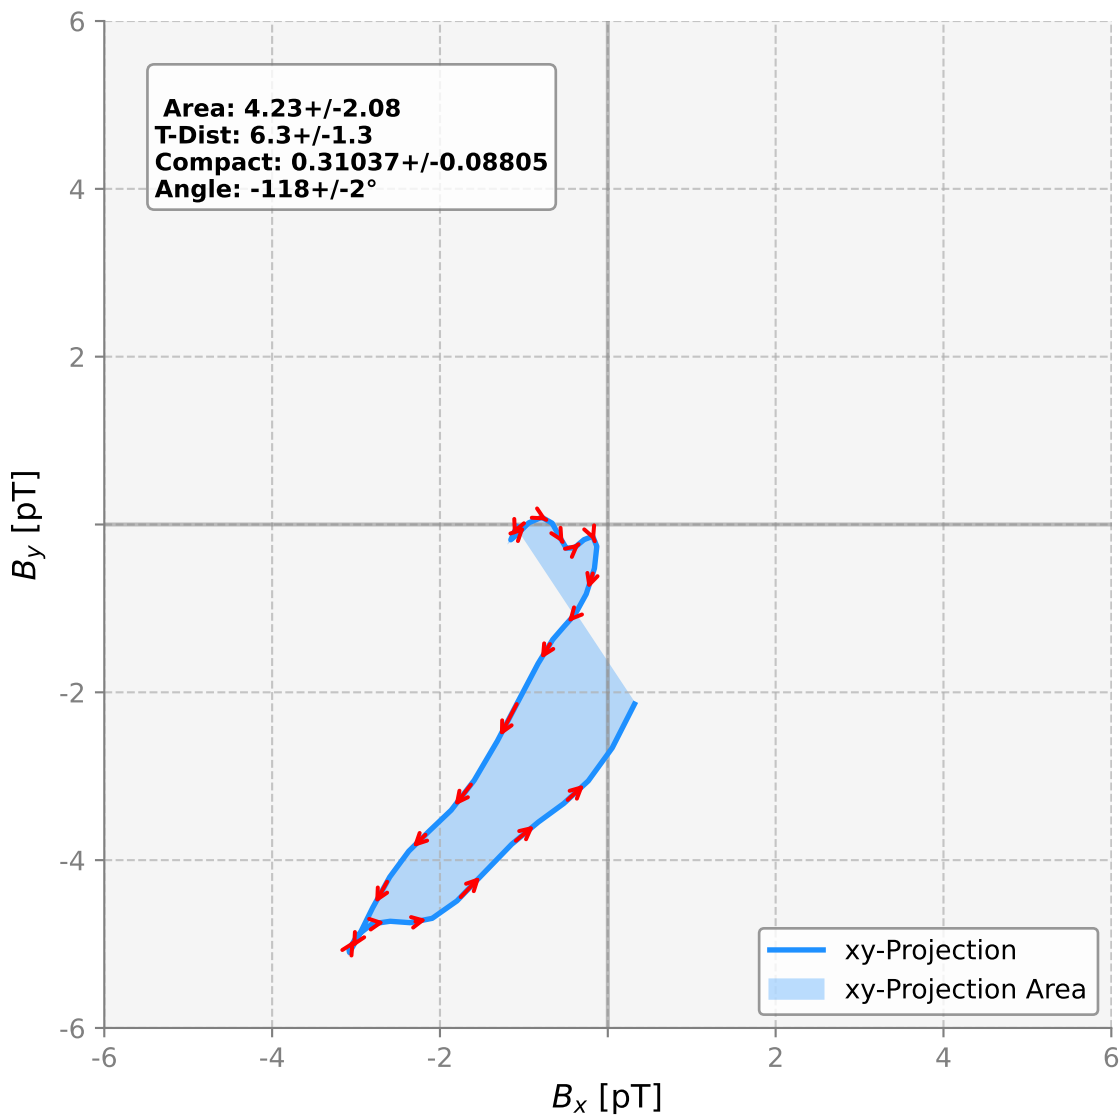 6
Area: 4.23+/-2.08
T-Dist: 6.3+/-1.3
Compact: 0.31037+/-0.08805
Angle: -118+/-2°
4
2
B_y [pT]
-2
-4
xy-Projection
xy-Projection Area
-6
-6 -4 -2 2 4 6
B_x [pT]